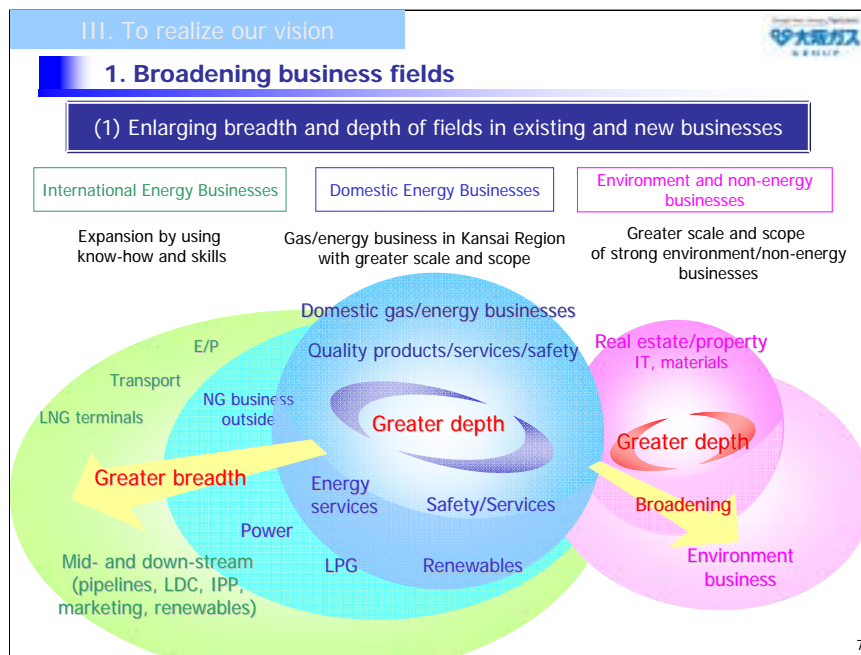 III. To realize our vision
大阪ガス
1. Broadening business fields
(1) Enlarging breadth and depth of fields in existing and new businesses
International Energy Businesses
Domestic Energy Businesses
Environment and non-energy
businesses
Expansion by using
know-how and skills
Gas/energy business in Kansai Region
with greater scale and scope
Greater scale and scope
of strong environment/non-energy
businesses
Domestic gas/energy businesses
Quality products/services/safety
E/P
Transport
LNG terminals
NG business
outside
Greater depth
Real estate/property
IT, materials
Greater depth
Greater breadth
Energy
services
Safety/Services
Broadening
Power
LPG
Renewables
Mid- and down-stream
(pipelines, LDC, IPP,
marketing, renewables)
Environment
business
7